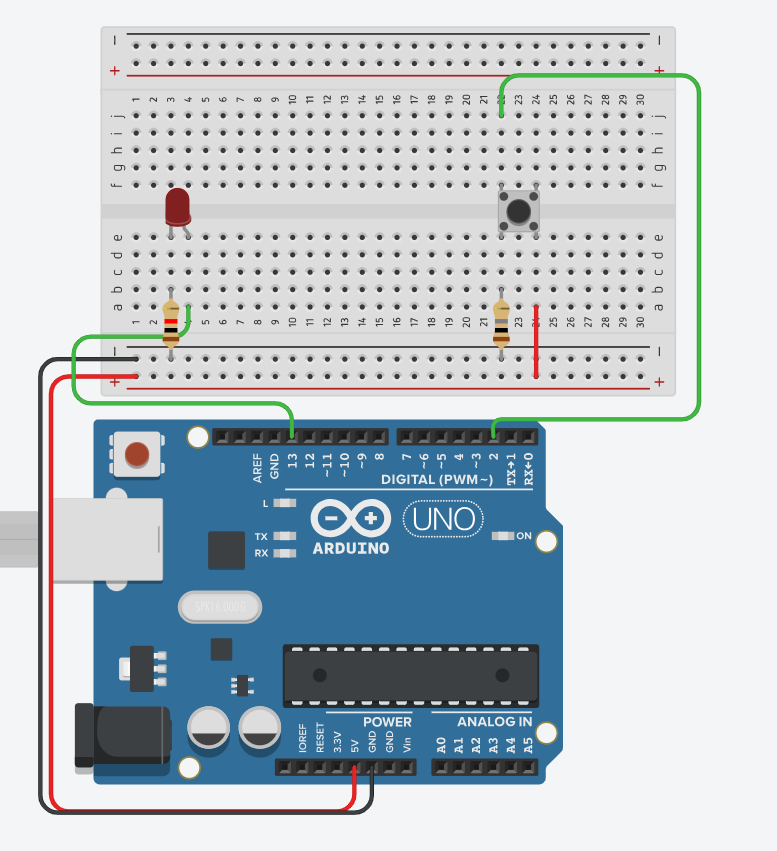 − −
+ +
1 2 3 4 5 6 7 8 9 10 11 12 13 14 15 16 17 18 19 20 21 22 23 24 25 26 27 28 29 30
j j
i i
h h
g g
f f
e e
d d
c c
b b
a a
1 2 3 4 5 6 7 8 9 10 11 12 13 14 15 16 17 18 19 20 21 23 24 25 26 27 28 29 30
− −
+ +
AREF GND 13 12 ~11 ~10 ~9 8 7 ~6 ~5 4 ~3 2 TX→1 RX←0
DIGITAL (PWM~)
L
TX
RX
− +
UNO
ARDUINO
ON
SPK16.000G
POWER
ANALOG IN
IOREF RESET 3.3V 5V GND GND Vin A0 A1 A2 A3 A4 A5